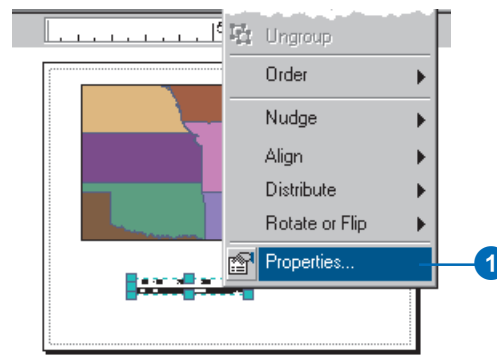 Ungroup
Order
Nudge
Align
Distribute
Rotate or Flip
Properties...
1